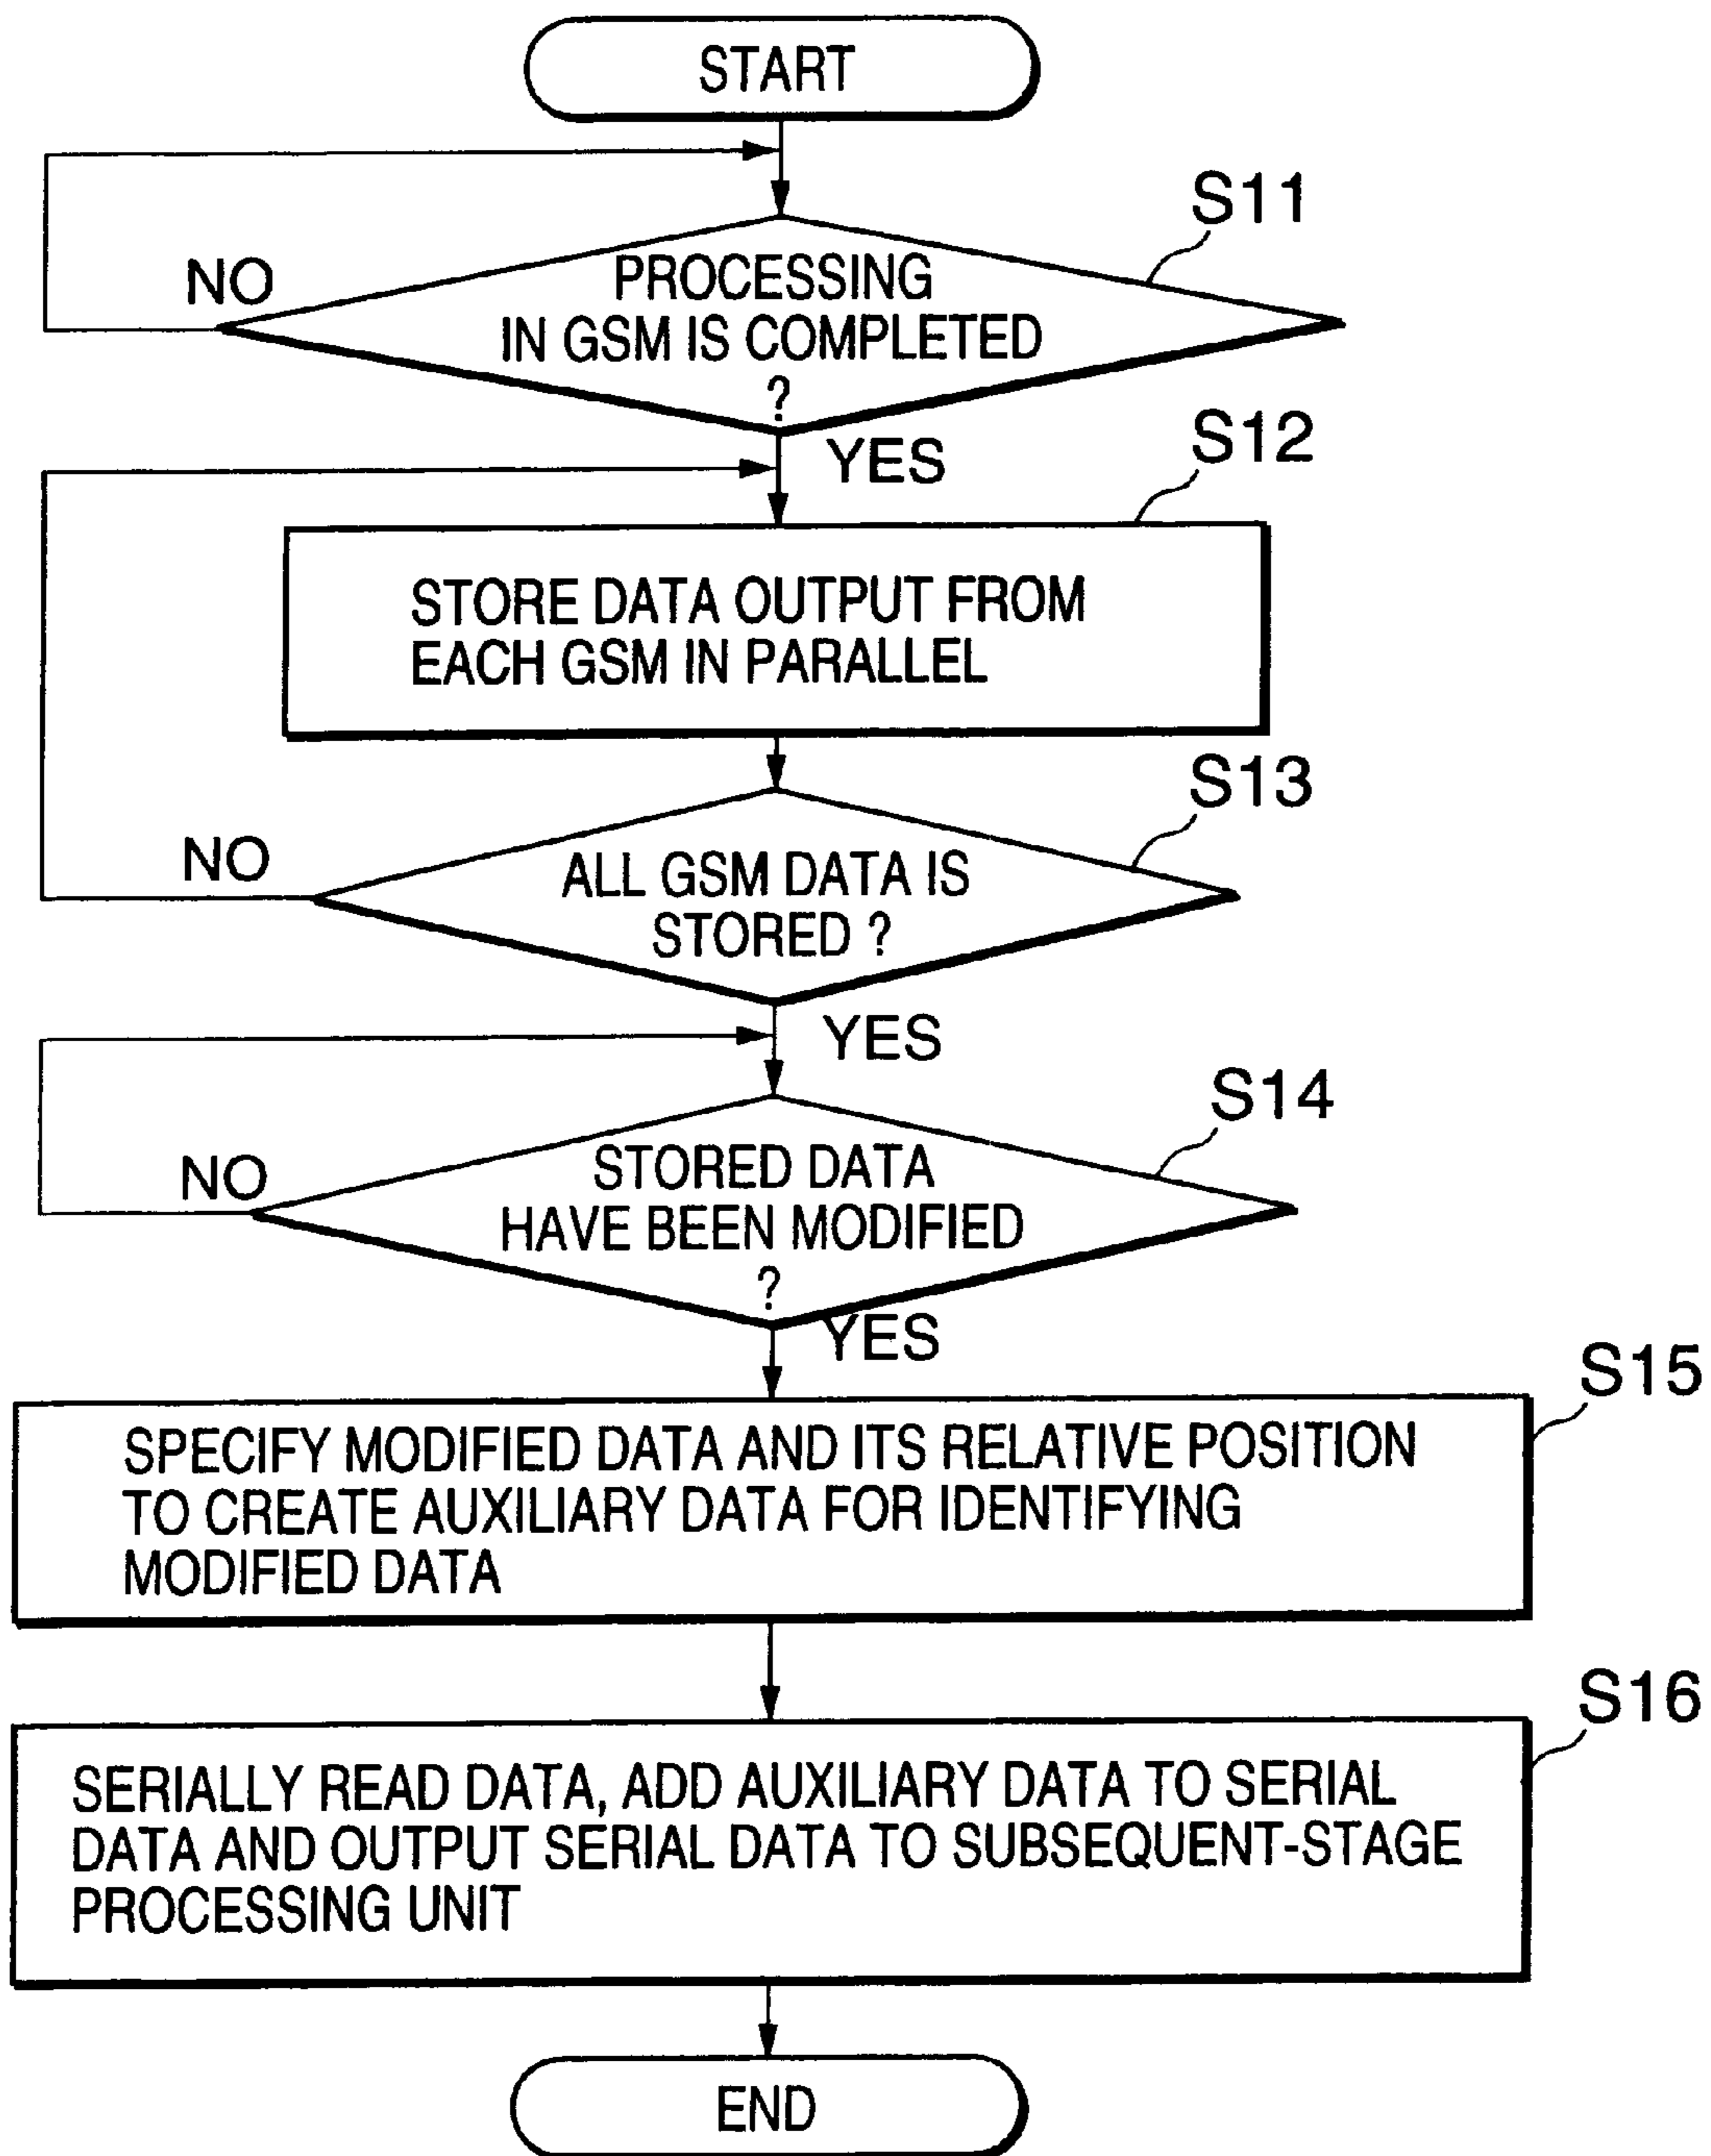 START
S11
NO
PROCESSING
IN GSM IS COMPLETED
?
YES
S12
STORE DATA OUTPUT FROM
EACH GSM IN PARALLEL
S13
NO
ALL GSM DATA IS
STORED ?
YES
S14
NO
STORED DATA
HAVE BEEN MODIFIED
?
YES
S15
SPECIFY MODIFIED DATA AND ITS RELATIVE POSITION
TO CREATE AUXILIARY DATA FOR IDENTIFYING
MODIFIED DATA
S16
SERIALLY READ DATA, ADD AUXILIARY DATA TO SERIAL
DATA AND OUTPUT SERIAL DATA TO SUBSEQUENT-STAGE
PROCESSING UNIT
END